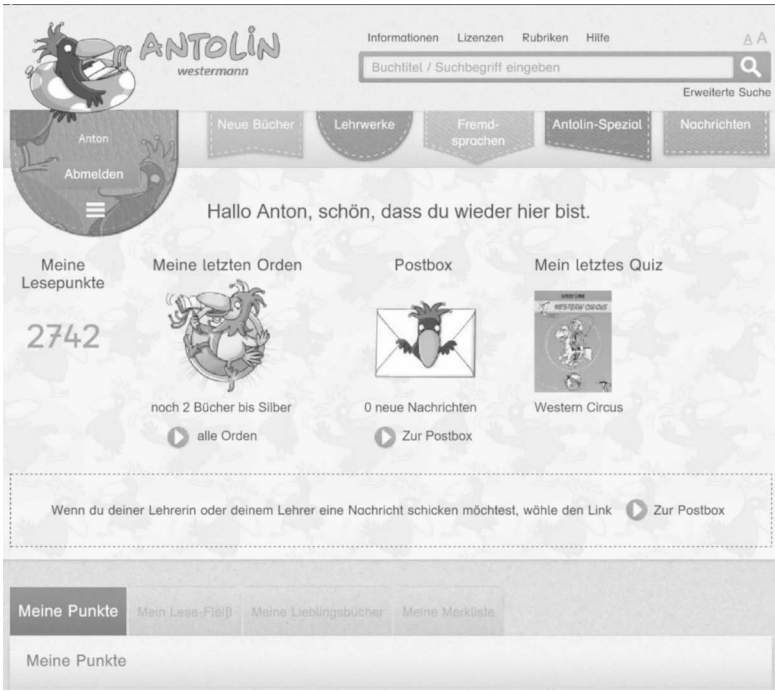 ANTOLIN
westermann
Informationen Lizenzen Rubriken Hilfe A A
Buchtitel / Suchbegriff eingeben
Erweiterte Suche
Anton
Abmelden
Neue Bücher
Lehrwerke
Fremd-
sprachen
Antolin-Spezial
Nachrichten
Hallo Anton, schön, dass du wieder hier bist.
Meine
Lesepunkte
2742
Meine letzten Orden
noch 2 Bücher bis Silber
alle Orden
Postbox
0 neue Nachrichten
Zur Postbox
Mein letztes Quiz
WESTERN CIRCUS
Western Circus
Wenn du deiner Lehrerin oder deinem Lehrer eine Nachricht schicken möchtest, wähle den Link Zur Postbox
Meine Punkte Mein Lese-Fleiß Meine Lieblingsbücher Meine Merkliste
Meine Punkte